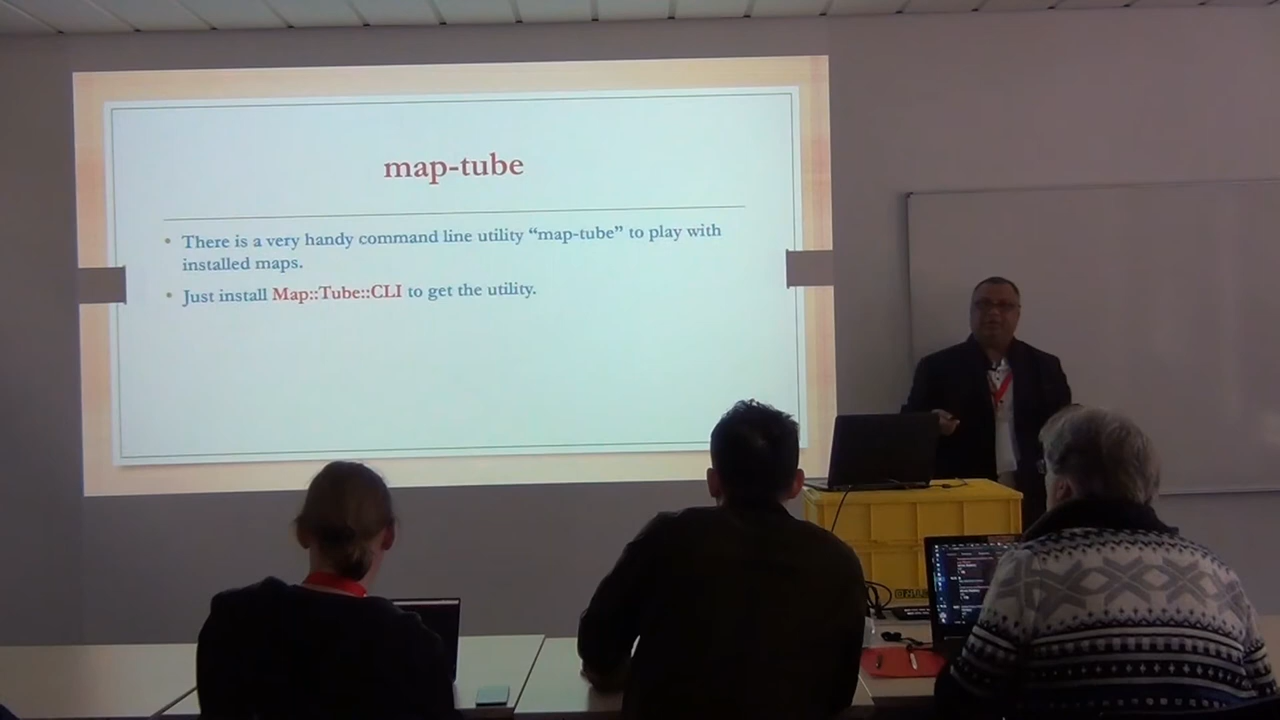 map-tube
• There is a very handy command line utility “map-tube” to play with
installed maps.
• Just install Map::Tube::CLI to get the utility.